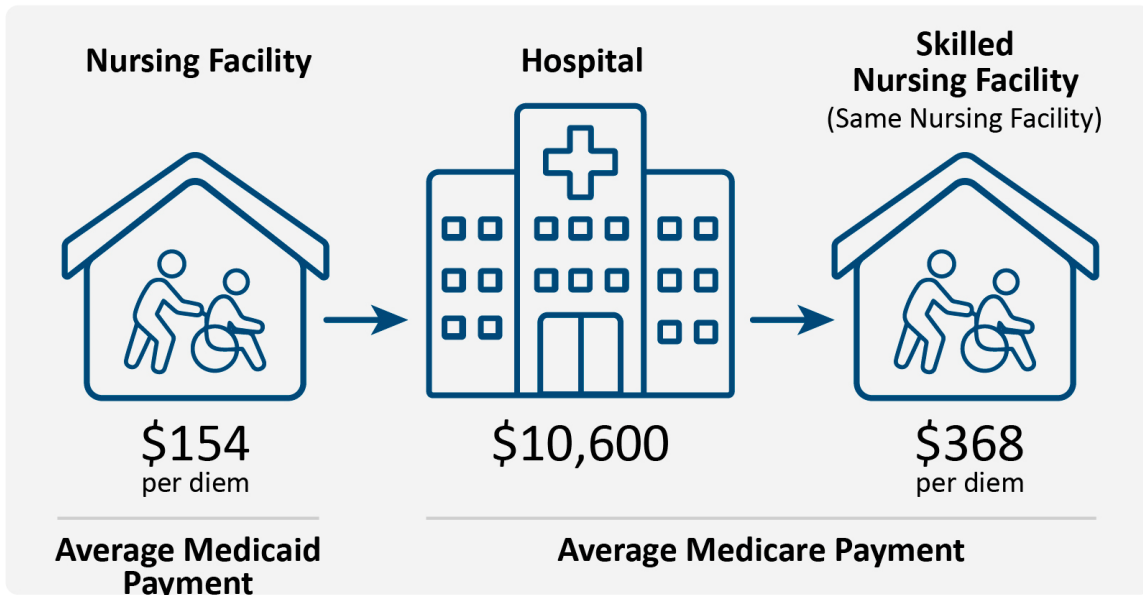 Nursing Facility
Hospital
Skilled
Nursing Facility
(Same Nursing Facility)
$154
per diem
$10,600
$368
per diem
Average Medicaid
Payment
Average Medicare Payment